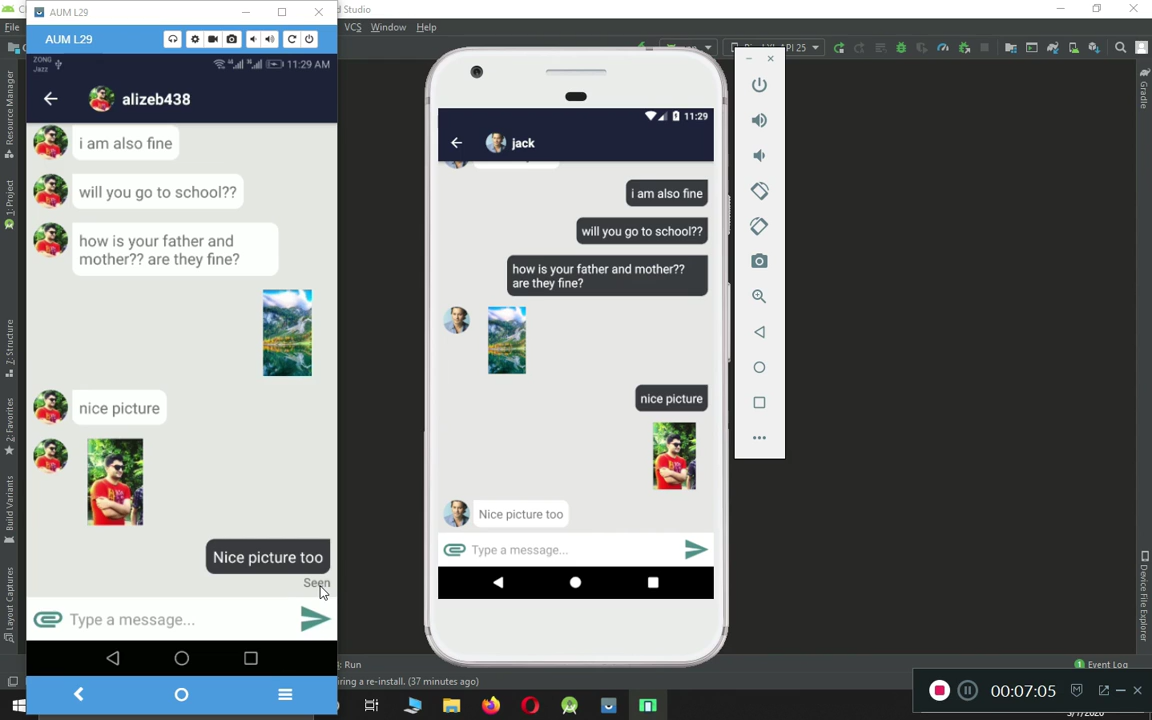 AUM L29
d Studio
AUM L29
File
VCS Window Help
API 25
ZONG
Jazz
11:29 AM
alizeb438
i am also fine
will you go to school??
how is your father and
mother?? are they fine?
nice picture
Nice picture too
Seen
Type a message...
11:29
jack
i am also fine
will you go to school??
how is your father and mother??
are they fine?
nice picture
Nice picture too
Type a message...
Resource Manager
1: Project
7: Structure
2: Favorites
Build Variants
Layout Captures
Gradle
Device File Explorer
Run
Event Log
ring a re-install. (37 minutes ago)
00:07:05